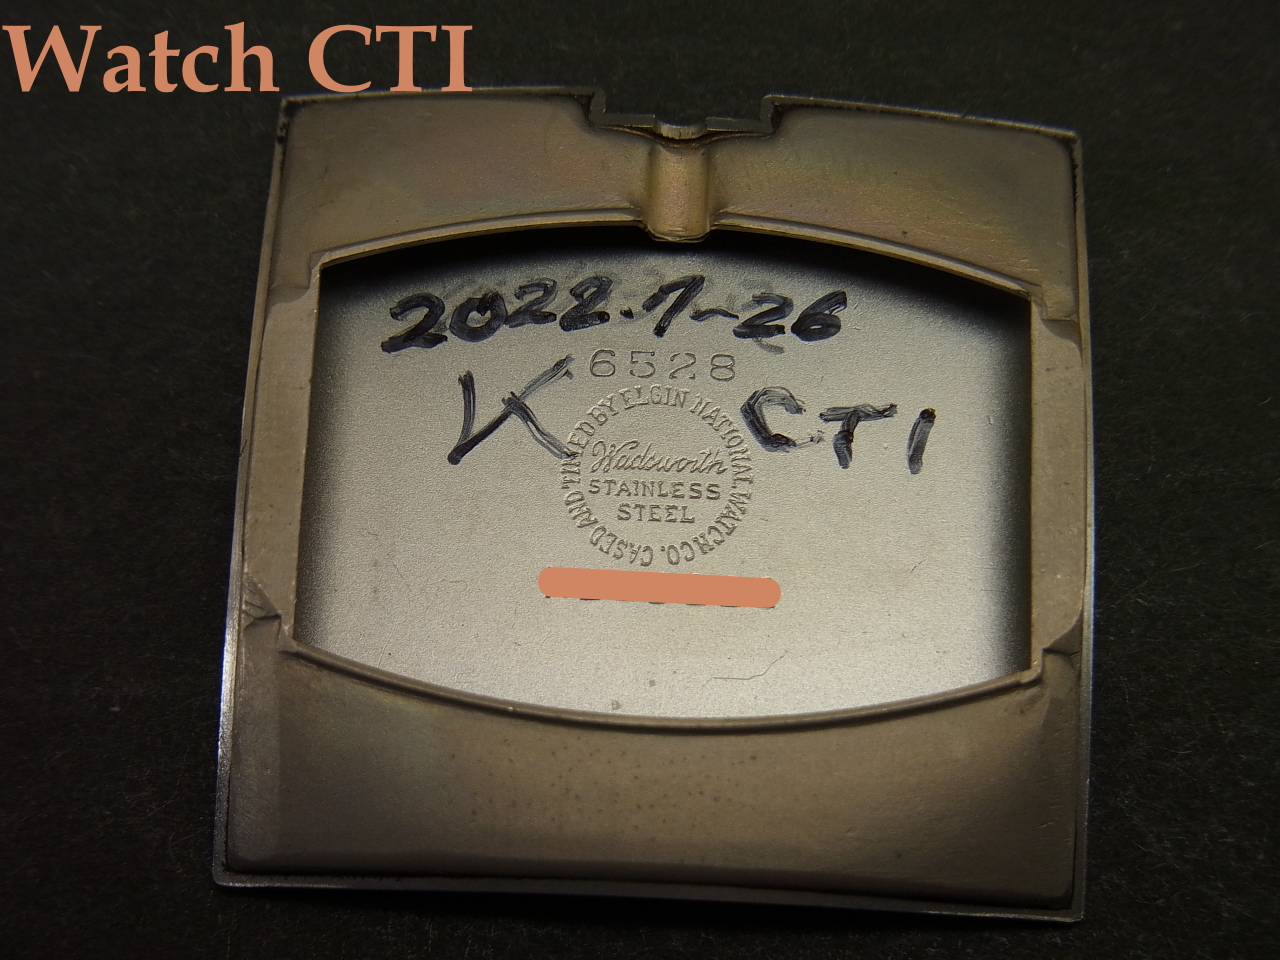 Watch CTI
2022.1-26
6528
K CTI
CASED AND TIMED BY ELGIN NATIONAL WATCH CO.
Wadsworth
STAINLESS
STEEL